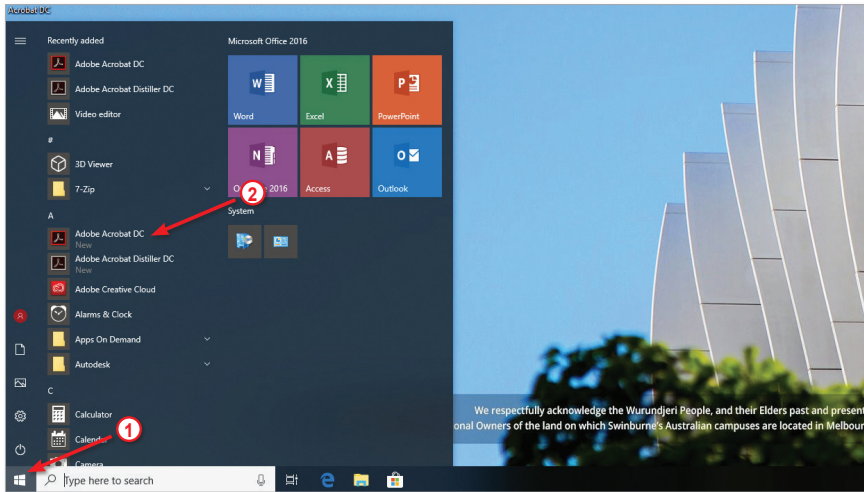 Acrobat DC
Recently added
Adobe Acrobat DC
Adobe Acrobat Distiller DC
Video editor
#
3D Viewer
7-Zip
A
Adobe Acrobat DC
New
Adobe Acrobat Distiller DC
New
Adobe Creative Cloud
Alarms & Clock
Apps On Demand
Autodesk
C
Calculator
Calendar
Camera
Microsoft Office 2016
Word
Excel
PowerPoint
2016
Access
Outlook
System
2
1
We respectfully acknowledge the Wurundjeri People, and their Elders past and present
onal Owners of the land on which Swinburne's Australian campuses are located in Melbour
Type here to search